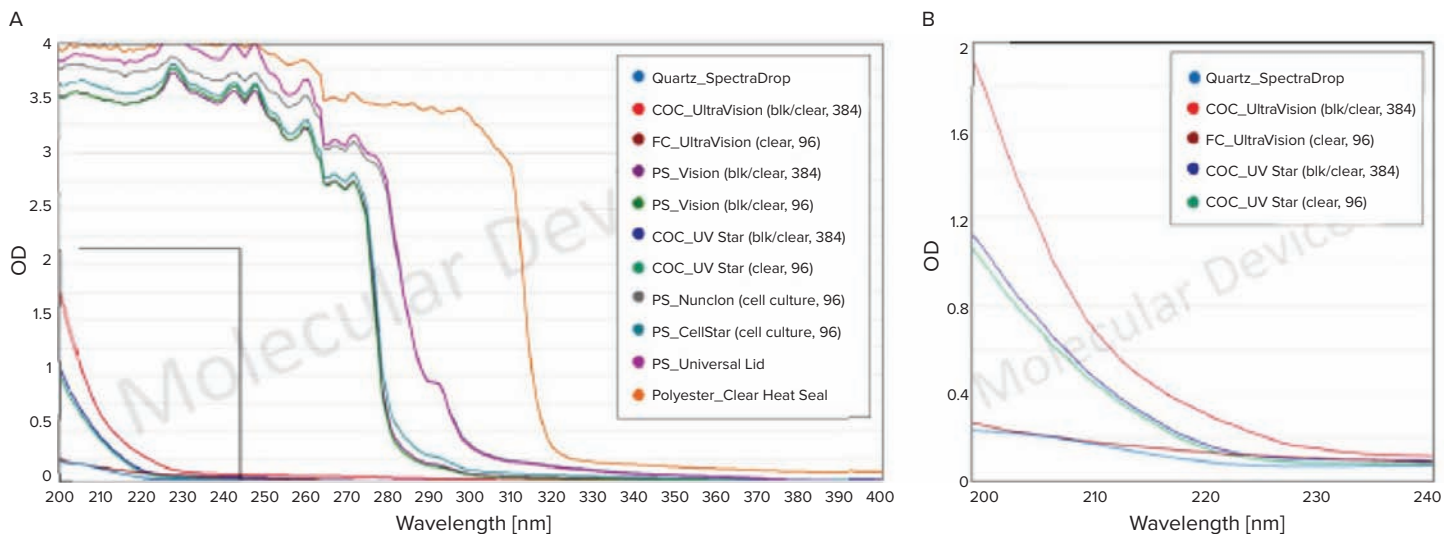 A
4
3.5
3
2.5
2
1.5
1
0.5
0
OD
200 210 220 230 240 250 260 270 280 290 300 310 320 330 340 350 360 370 380 390 400
Wavelength [nm]
Quartz_SpectraDrop
COC_UltraVision (blk/clear, 384)
FC_UltraVision (clear, 96)
PS_Vision (blk/clear, 384)
PS_Vision (blk/clear, 96)
COC_UV Star (blk/clear, 384)
COC_UV Star (clear, 96)
PS_Nunclon (cell culture, 96)
PS_CellStar (cell culture, 96)
PS_Universal Lid
Polyester_Clear Heat Seal
Molecular Devic
B
2
1.6
1.2
0.8
0.4
0
OD
200 210 220 230 240
Wavelength [nm]
Quartz_SpectraDrop
COC_UltraVision (blk/clear, 384)
FC_UltraVision (clear, 96)
COC_UV Star (blk/clear, 384)
COC_UV Star (clear, 96)
Molecular Devic